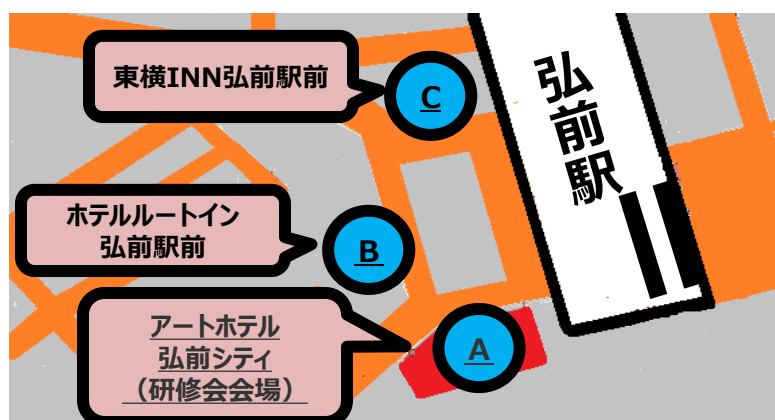 東横INN弘前駅前
C
弘前駅
ホテルルートイン
弘前駅前
B
アートホテル
弘前シティ
（研修会会場）
A